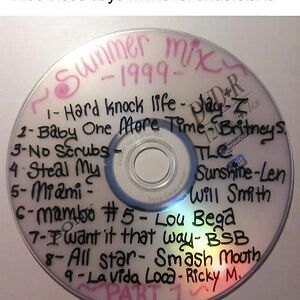 ~Summer Mix~
~1999~
1- Hard Knock life - Jay-Z
2- Baby One More Time - Britney S.
3- No Scrubs - TLC
4- Steal My Sunshine - Len
5- Miami - Will Smith
6- Mambo #5 - Lou Bega
7- I want it that way - BSB
8- All star - Smash Mouth
9- La Vida Loca - Ricky M.
PART 1
DVD+R